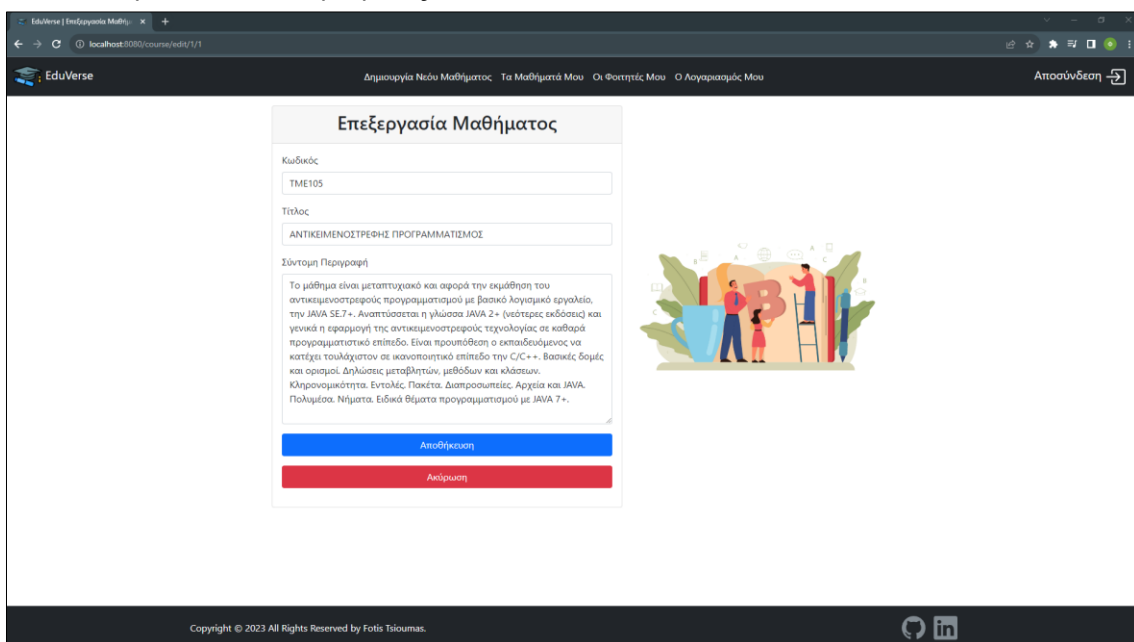 EduVerse | Επεξεργασία Μαθήμ
localhost:8080/course/edit/1/1
EduVerse
Δημιουργία Νεόυ Μαθήματος Τα Μαθήματά Μου Οι Φοιτητές Μου Ο Λογαριασμός Μου
Αποσύνδεση
Επεξεργασία Μαθήματος
Κωδικός
TME105
Τίτλος
ΑΝΤΙΚΕΙΜΕΝΟΣΤΡΕΦΗΣ ΠΡΟΓΡΑΜΜΑΤΙΣΜΟΣ
Σύντομη Περιγραφή
Το μάθημα είναι μεταπτυχιακό και αφορά την εκμάθηση του
αντικειμενοστρεφούς προγραμματισμού με βασικό λογισμικό εργαλείο,
την JAVA SE.7+. Αναπτύσσεται η γλώσσα JAVA 2+ (νεότερες εκδόσεις) και
γενικά η εφαρμογή της αντικειμενοστρεφούς τεχνολογίας σε καθαρά
προγραμματιστικό επίπεδο. Είναι προυπόθεση ο εκπαιδευόμενος να
κατέχει τουλάχιστον σε ικανοποιητικό επίπεδο την C/C++. Βασικές δομές
και ορισμοί. Δηλώσεις μεταβλητών, μεθόδων και κλάσεων.
Κληρονομικότητα. Εντολές. Πακέτα. Διαπροσωπείες. Αρχεία και JAVA.
Πολυμέσα. Νήματα. Ειδικά θέματα προγραμματισμού με JAVA 7+.
B
Αποθήκευση
Ακύρωση
Copyright © 2023 All Rights Reserved by Fotis Tsioumas.
in